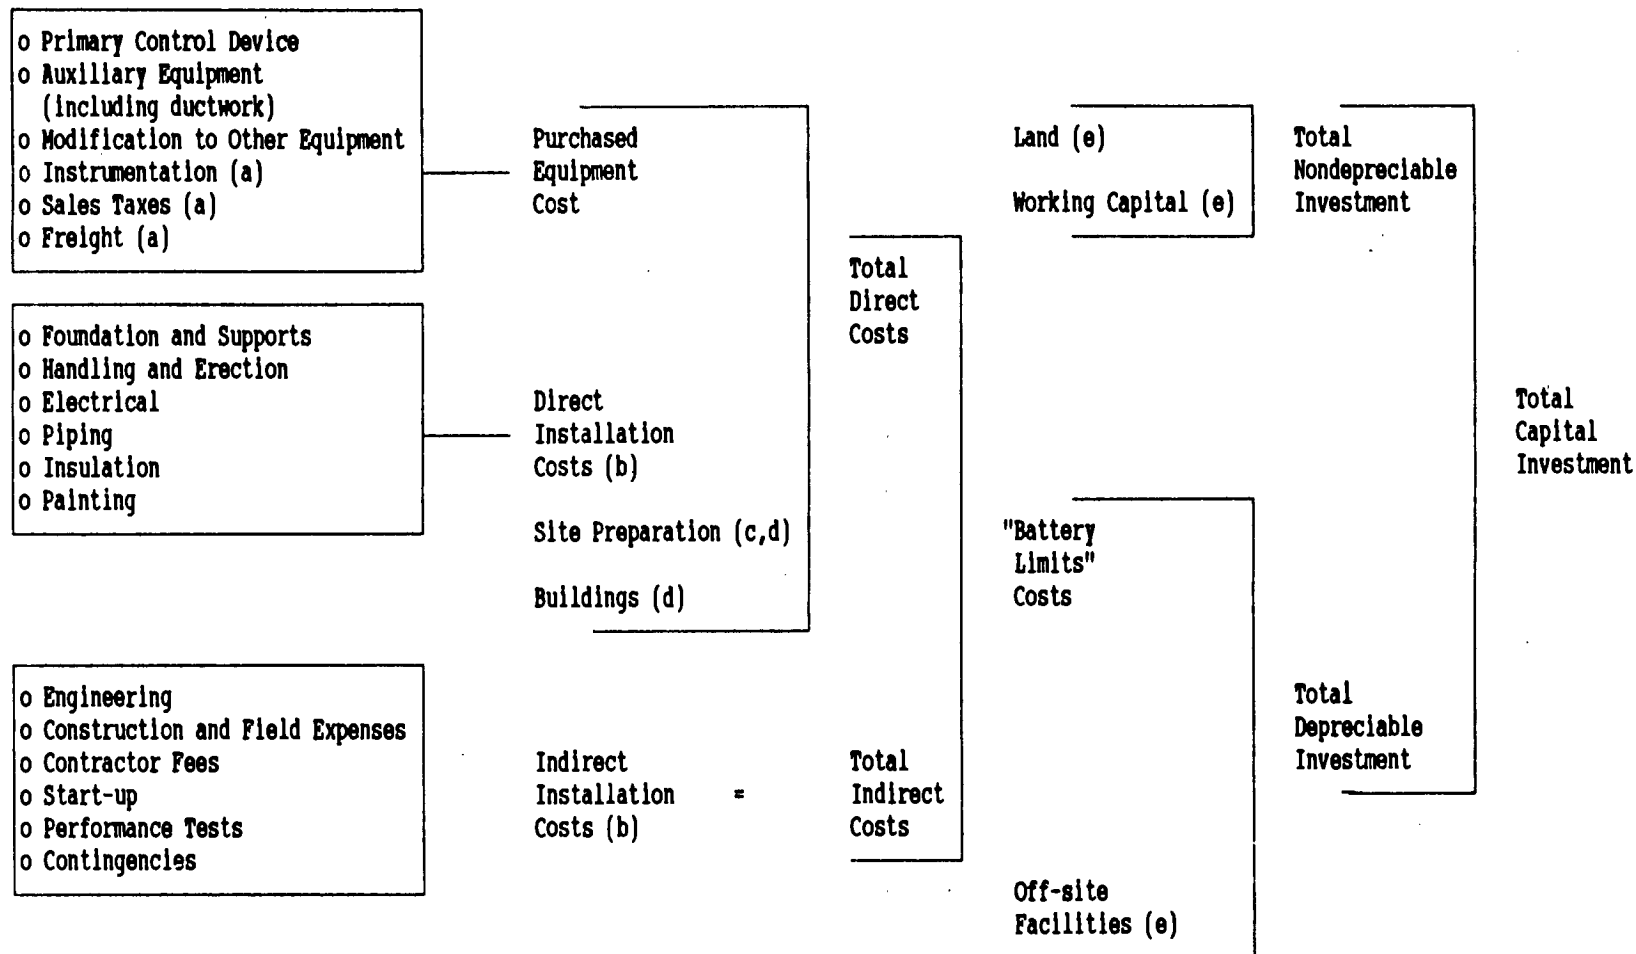 o Primary Control Device
o Auxiliary Equipment
(including ductwork)
o Modification to Other Equipment
o Instrumentation (a)
o Sales Taxes (a)
o Freight (a)
Purchased
Equipment
Cost
Land (e)
Working Capital (e)
Total
Nondepreciable
Investment
Total
Direct
Costs
o Foundation and Supports
o Handling and Erection
o Electrical
o Piping
o Insulation
o Painting
Direct
Installation
Costs (b)
Site Preparation (c,d)
Buildings (d)
Total
Capital
Investment
"Battery
Limits"
Costs
o Engineering
o Construction and Field Expenses
o Contractor Fees
o Start-up
o Performance Tests
o Contingencies
Indirect
Installation =
Costs (b)
Total
Indirect
Costs
Total
Depreciable
Investment
Off-site
Facilities (e)